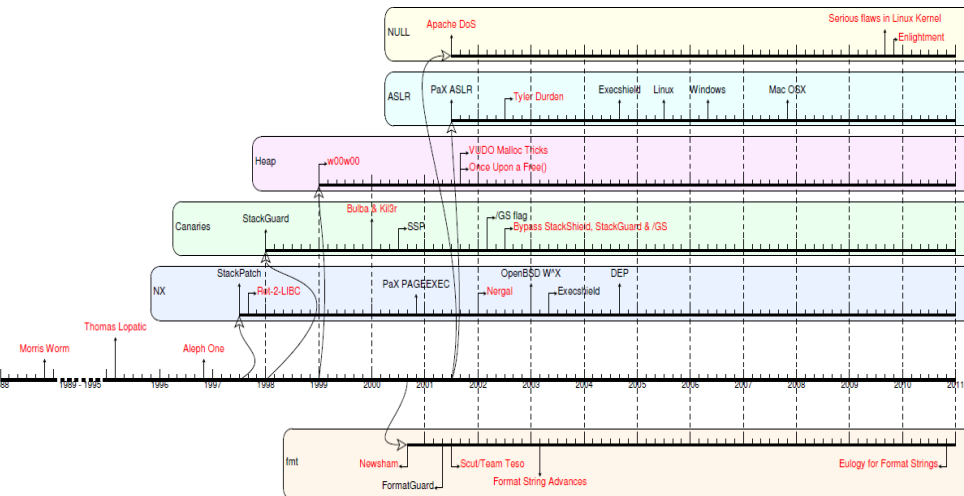 NULL
Apache DoS
Serious flaws in Linux Kernel
Enlightment
ASLR
PaX ASLR
Tyler Durden
Execshield
Linux
Windows
Mac OSX
Heap
w00w00
VUDO Malloc Tricks
Once Upon a Free()
Canaries
StackGuard
Bulba & Kil3r
SSP
/GS flag
Bypass StackShield, StackGuard & /GS
NX
StackPatch
Ret-2-LIBC
PaX PAGEEXEC
Nergal
OpenBSD W^X
Execshield
DEP
Morris Worm
Thomas Lopatic
Aleph One
88
1989 - 1995
1996
1997
1998
1999
2000
2001
2002
2003
2004
2005
2006
2007
2008
2009
2010
2011
fmt
Newsham
FormatGuard
Scut/Team Teso
Format String Advances
Eulogy for Format Strings